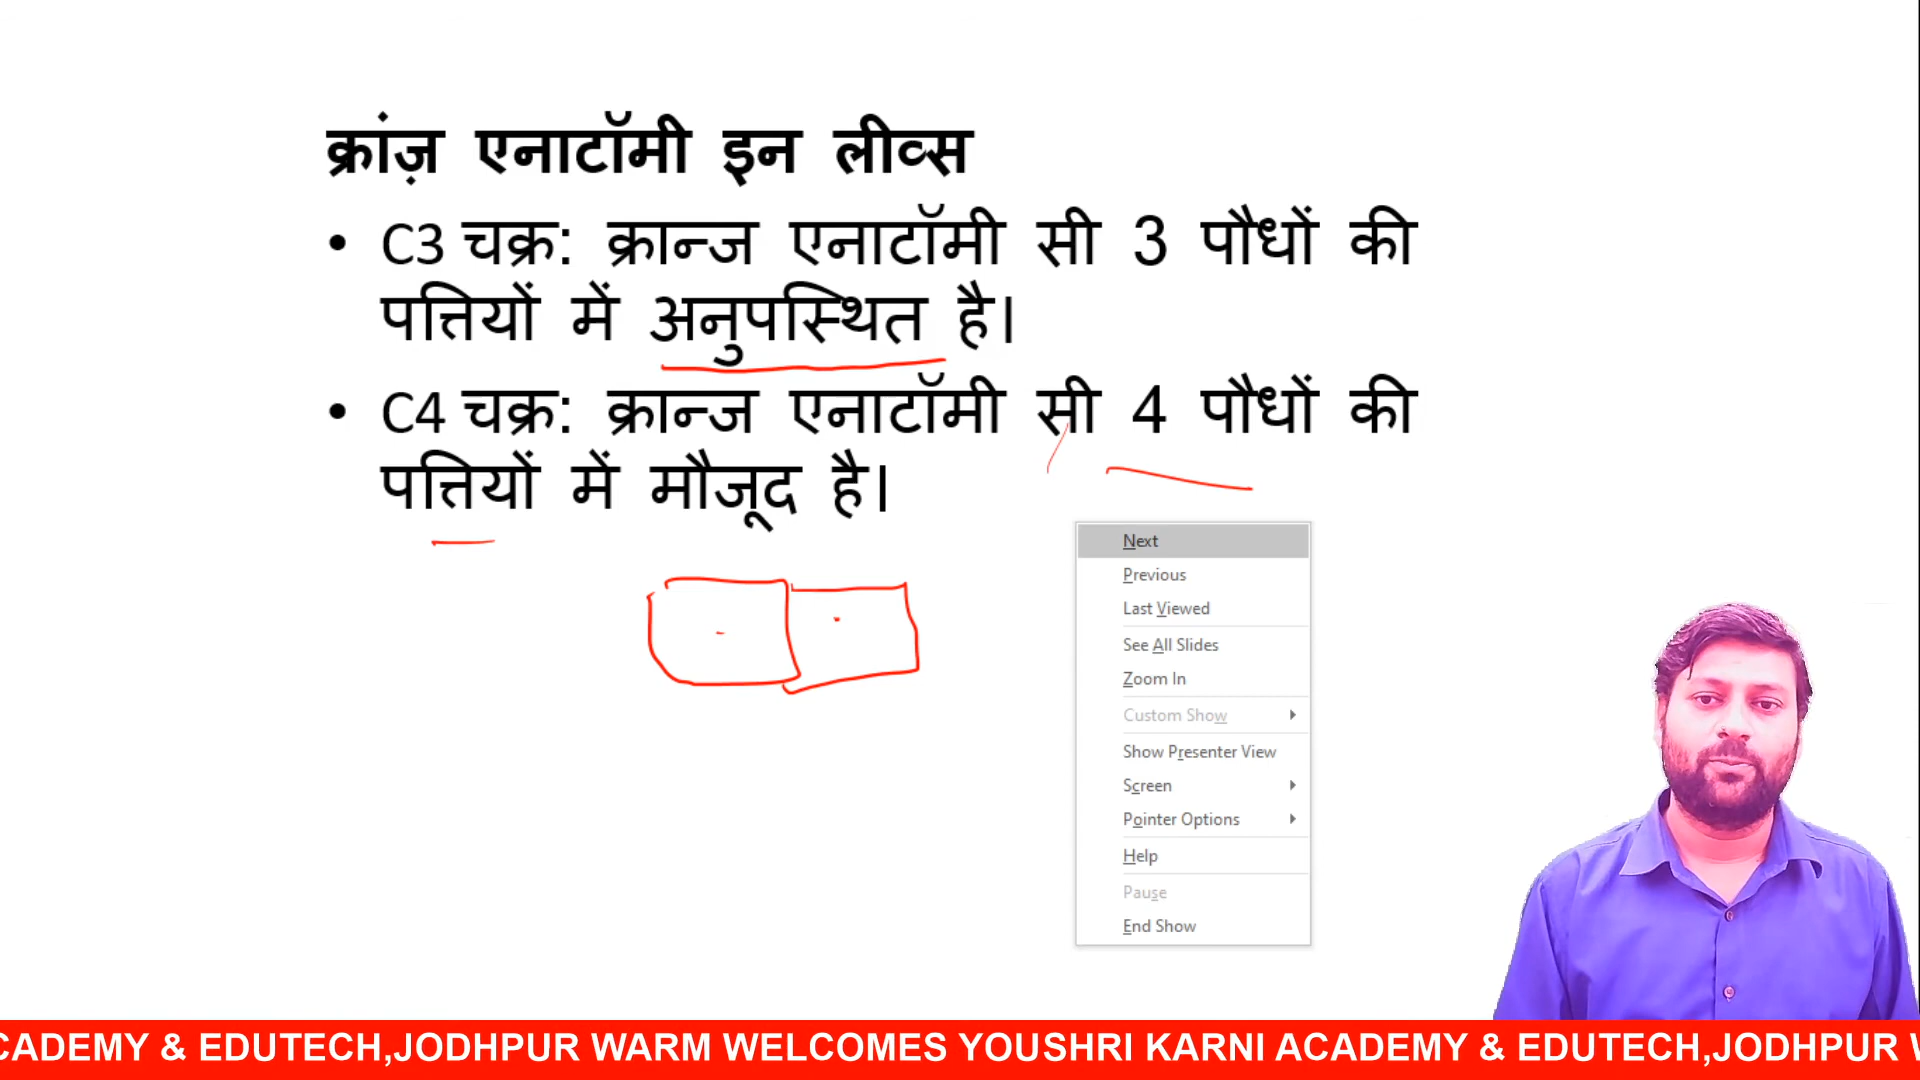 क्रांज़ एनाटॉमी इन लीव्स
• C3 चक्र: क्रान्ज एनाटॉमी सी 3 पौधों की
पत्तियों में अनुपस्थित है।
• C4 चक्र: क्रान्ज एनाटॉमी सी 4 पौधों की
पत्तियों में मौजूद है।
Next
Previous
Last Viewed
See All Slides
Zoom In
Custom Show
Show Presenter View
Screen
Pointer Options
Help
Pause
End Show
CADEMY & EDUTECH,JODHPUR WARM WELCOMES YOUSHRI KARNI ACADEMY & EDUTECH,JODHPUR W